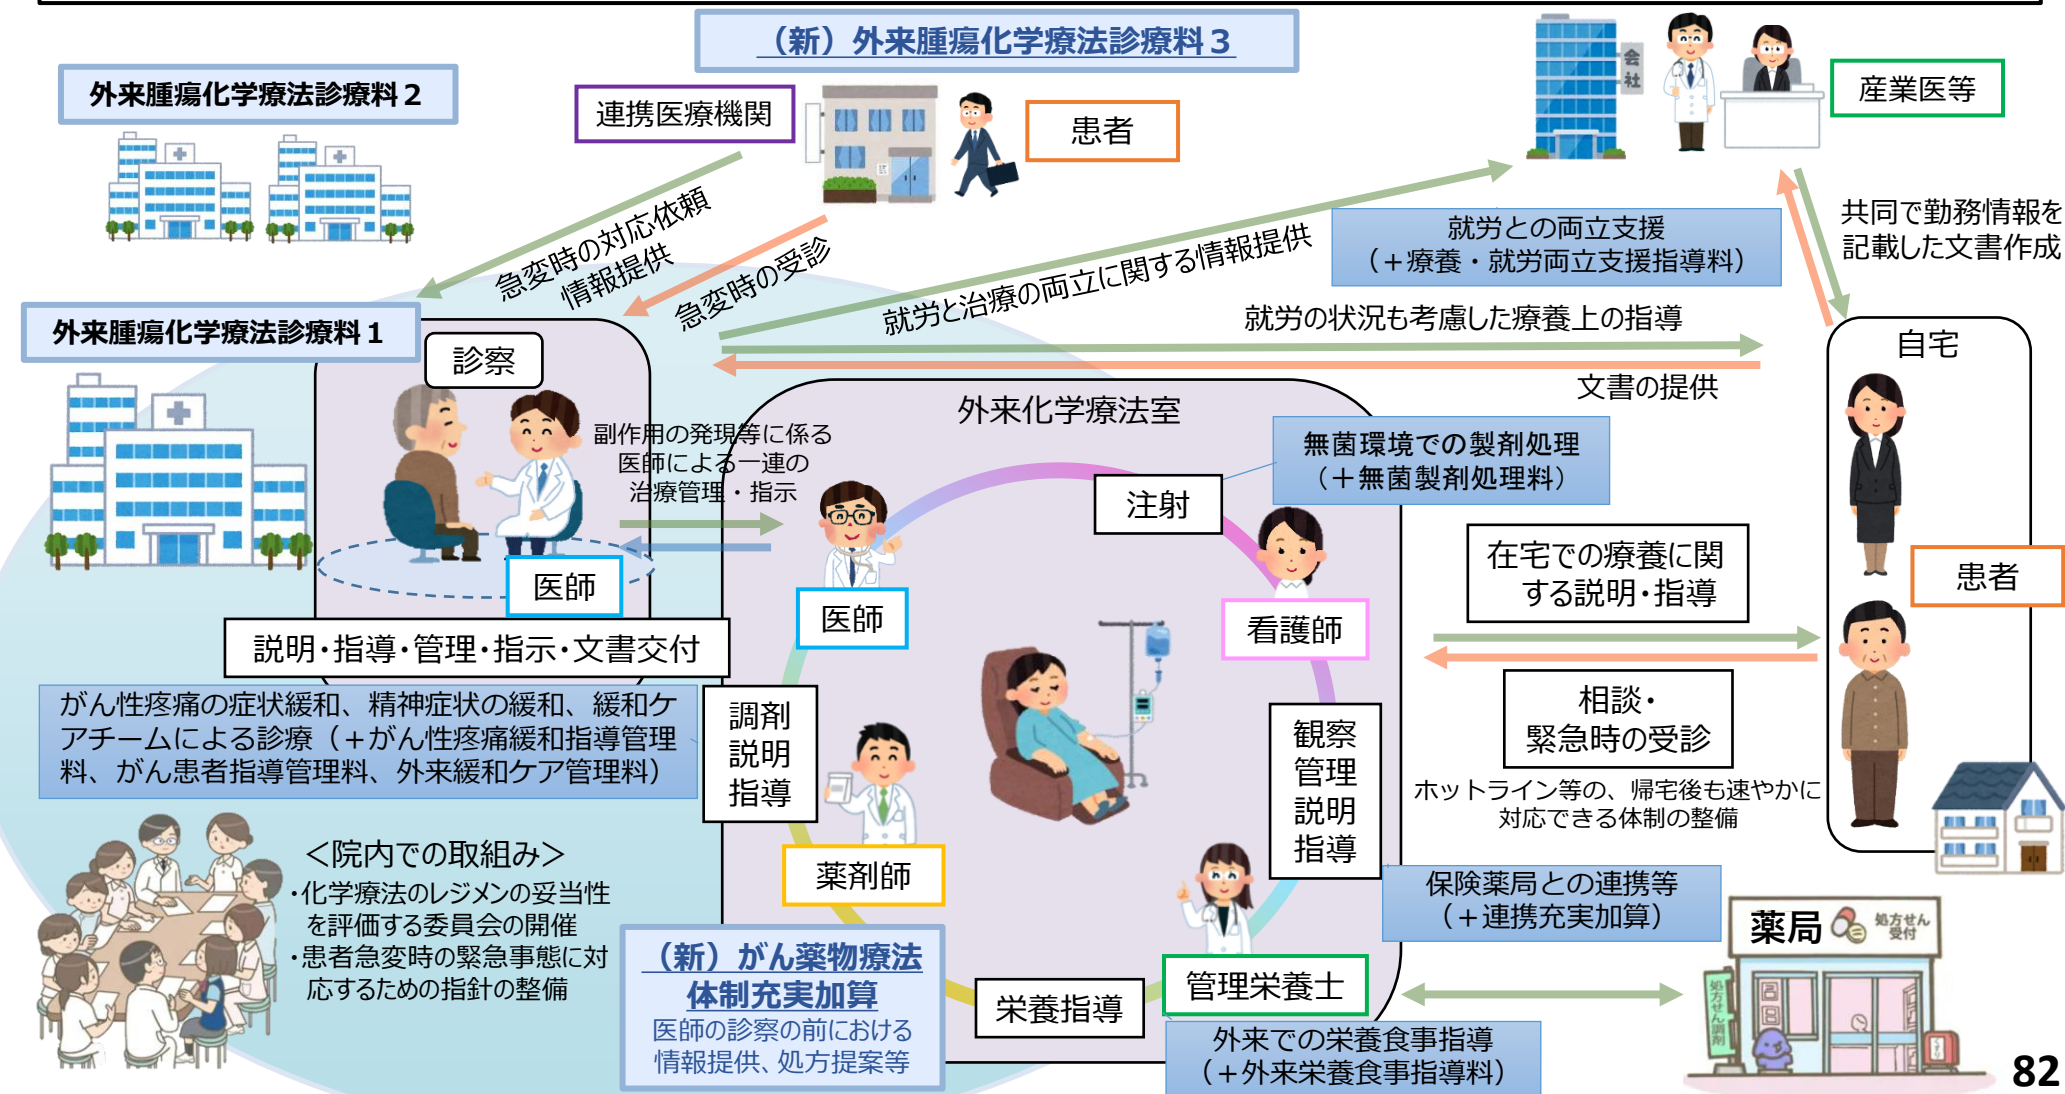 （新）外来腫瘍化学療法診療料３
外来腫瘍化学療法診療料２
連携医療機関
患者
会社
産業医等
急変時の対応依頼
情報提供
急変時の受診
就労と治療の両立に関する情報提供
就労との両立支援
（＋療養・就労両立支援指導料）
共同で勤務情報を
記載した文書作成
外来腫瘍化学療法診療料１
診察
就労の状況も考慮した療養上の指導
文書の提供
自宅
外来化学療法室
副作用の発現等に係る
医師による一連の
治療管理・指示
無菌環境での製剤処理
（＋無菌製剤処理料）
注射
医師
医師
看護師
在宅での療養に関
する説明・指導
患者
説明・指導・管理・指示・文書交付
がん性疼痛の症状緩和、精神症状の緩和、緩和ケ
アチームによる診療（＋がん性疼痛緩和指導管理
料、がん患者指導管理料、外来緩和ケア管理料）
調剤
説明
指導
観察
管理
説明
指導
相談・
緊急時の受診
ホットライン等の、帰宅後も速やかに
対応できる体制の整備
＜院内での取組み＞
・化学療法のレジメンの妥当性
を評価する委員会の開催
・患者急変時の緊急事態に対
応するための指針の整備
薬剤師
保険薬局との連携等
（＋連携充実加算）
（新）がん薬物療法
体制充実加算
医師の診察の前における
情報提供、処方提案等
栄養指導
管理栄養士
外来での栄養食事指導
（＋外来栄養食事指導料）
薬局
処方せん
受付
処方せん調剤
82